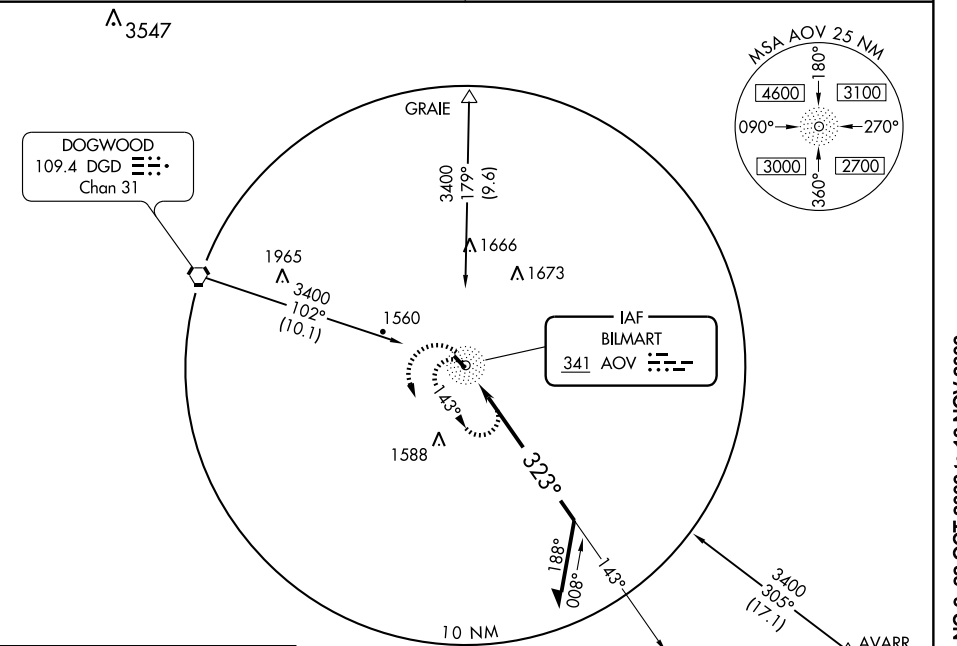 3547
MSA AOV 25 NM
180°
4600
3100
090°
270°
3000
2700
360°
GRAIE
DOGWOOD
109.4 DGD
Chan 31
3400
179°
(9.6)
1666
1965
1673
3400
102°
(10.1)
1560
IAF
BILMART
341 AOV
143°
1588
323°
188°
008°
143°
3400
305°
(17.1)
10 NM
AVARR